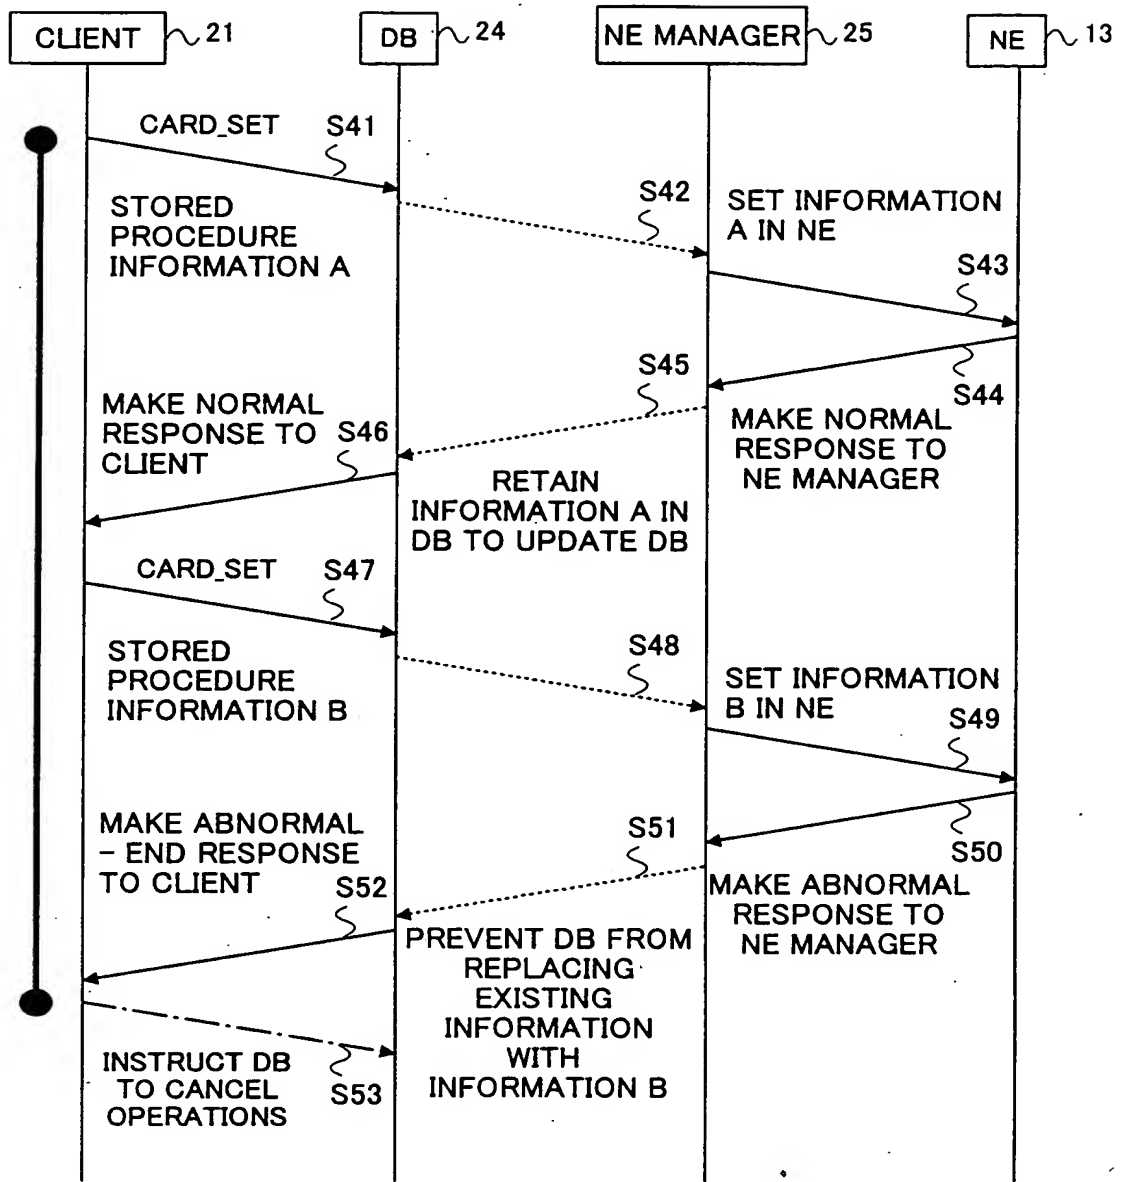 CLIENT 21
DB 24
NE MANAGER 25
NE 13
CARD_SET S41
STORED
PROCEDURE
INFORMATION A
S42
SET INFORMATION
A IN NE
S43
S44
MAKE NORMAL
RESPONSE TO
NE MANAGER
S45
RETAIN
INFORMATION A IN
DB TO UPDATE DB
MAKE NORMAL
RESPONSE TO
CLIENT
S46
CARD_SET S47
STORED
PROCEDURE
INFORMATION B
S48
SET INFORMATION
B IN NE
S49
S50
MAKE ABNORMAL
RESPONSE TO
NE MANAGER
S51
PREVENT DB FROM
REPLACING
EXISTING
INFORMATION
WITH
INFORMATION B
MAKE ABNORMAL
- END RESPONSE
TO CLIENT
S52
INSTRUCT DB
TO CANCEL
OPERATIONS
S53